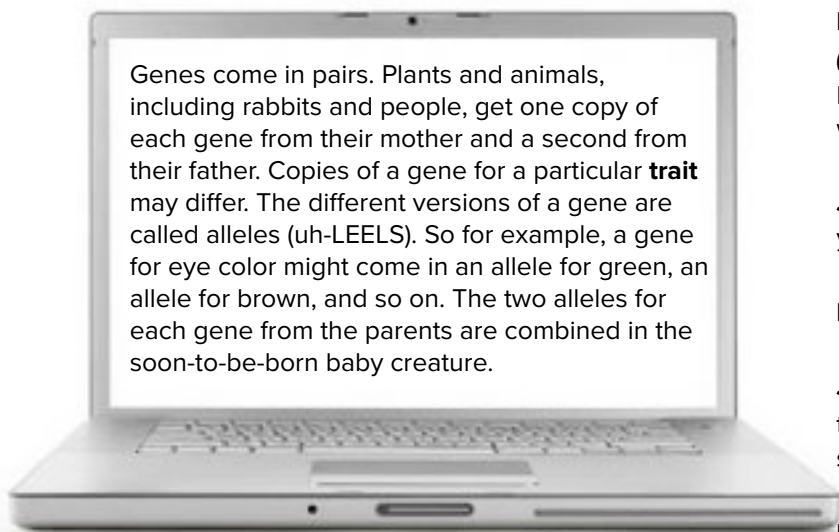 Genes come in pairs. Plants and animals,
including rabbits and people, get one copy of
each gene from their mother and a second from
their father. Copies of a gene for a particular trait
may differ. The different versions of a gene are
called alleles (uh-LEELS). So for example, a gene
for eye color might come in an allele for green, an
allele for brown, and so on. The two alleles for
each gene from the parents are combined in the
soon-to-be-born baby creature.